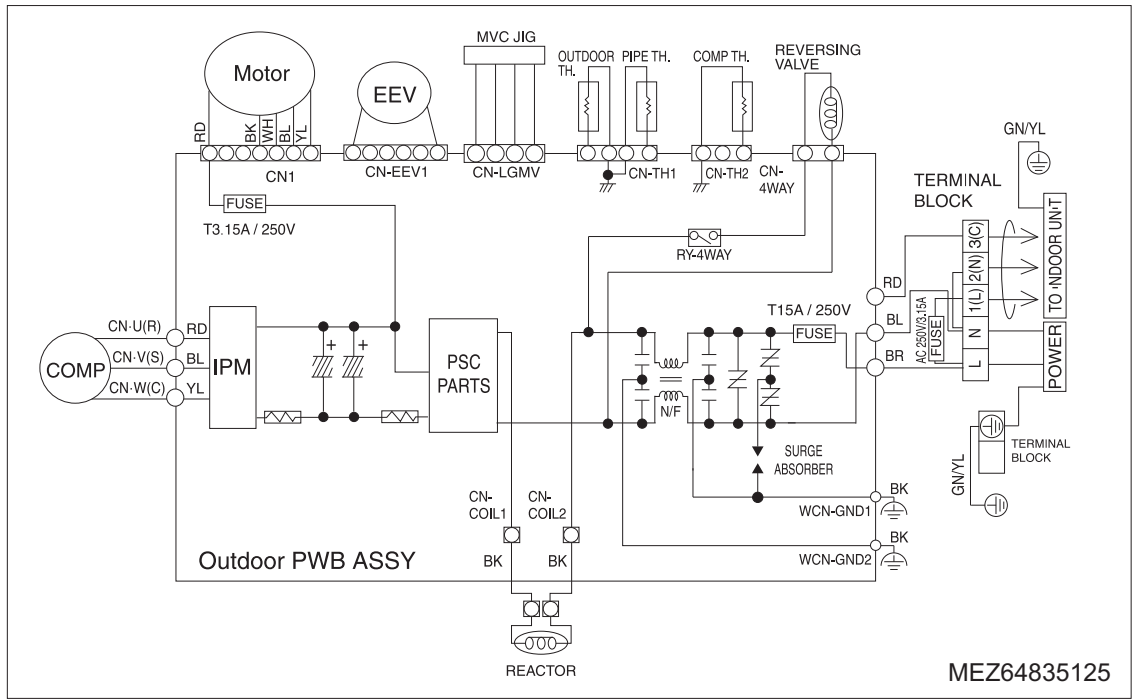 MVC JIG
OUTDOOR TH.
PIPE TH.
COMP TH.
REVERSING VALVE
Motor
EEV
RD
BK
WH
BL
YL
GN/YL
CN1
CN-EEV1
CN-LGMV
CN-TH1
CN-TH2
CN-4WAY
TERMINAL BLOCK
FUSE
T3.15A / 250V
RY-4WAY
3(C)
2(N)
1(L)
N
L
TO INDOOR UNIT
POWER
RD
BL
BR
AC 250V/3.15A
FUSE
T15A / 250V
FUSE
CN-U(R)
RD
CN-V(S)
BL
CN-W(C)
YL
COMP
IPM
+
+
PSC PARTS
N/F
SURGE ABSORBER
TERMINAL BLOCK
GN/YL
CN-COIL1
CN-COIL2
BK
WCN-GND1
BK
WCN-GND2
BK
BK
Outdoor PWB ASSY
REACTOR
MEZ64835125